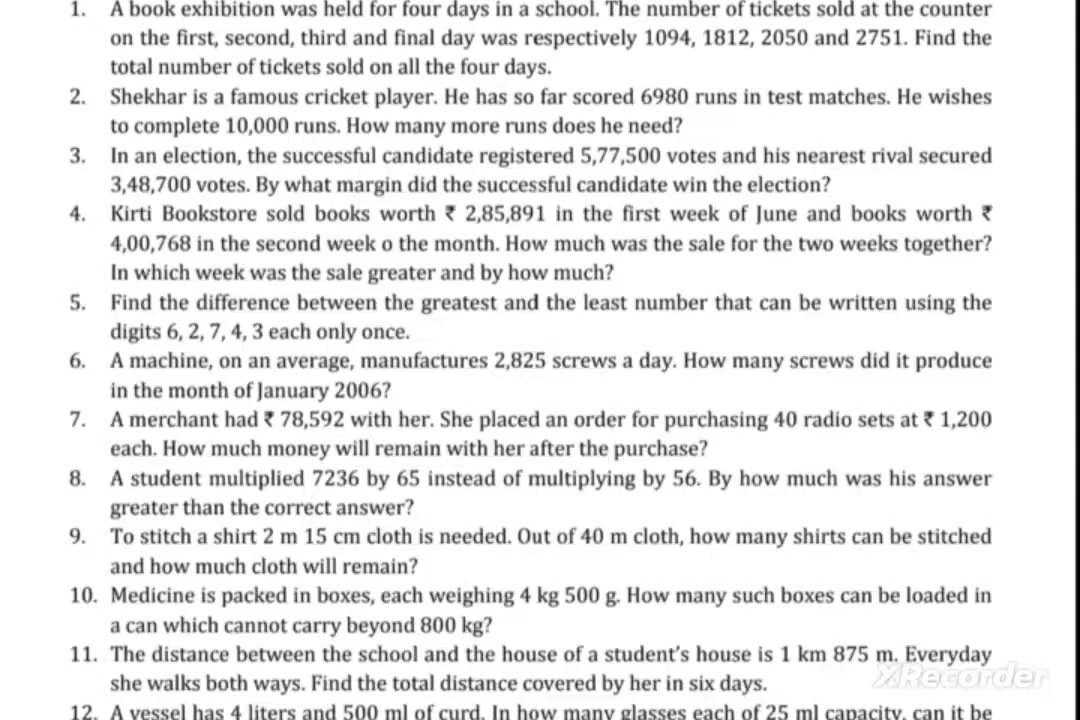 1. A book exhibition was held for four days in a school. The number of tickets sold at the counter
on the first, second, third and final day was respectively 1094, 1812, 2050 and 2751. Find the
total number of tickets sold on all the four days.
2. Shekhar is a famous cricket player. He has so far scored 6980 runs in test matches. He wishes
to complete 10,000 runs. How many more runs does he need?
3. In an election, the successful candidate registered 5,77,500 votes and his nearest rival secured
3,48,700 votes. By what margin did the successful candidate win the election?
4. Kirti Bookstore sold books worth ₹ 2,85,891 in the first week of June and books worth ₹
4,00,768 in the second week o the month. How much was the sale for the two weeks together?
In which week was the sale greater and by how much?
5. Find the difference between the greatest and the least number that can be written using the
digits 6, 2, 7, 4, 3 each only once.
6. A machine, on an average, manufactures 2,825 screws a day. How many screws did it produce
in the month of January 2006?
7. A merchant had ₹ 78,592 with her. She placed an order for purchasing 40 radio sets at ₹ 1,200
each. How much money will remain with her after the purchase?
8. A student multiplied 7236 by 65 instead of multiplying by 56. By how much was his answer
greater than the correct answer?
9. To stitch a shirt 2 m 15 cm cloth is needed. Out of 40 m cloth, how many shirts can be stitched
and how much cloth will remain?
10. Medicine is packed in boxes, each weighing 4 kg 500 g. How many such boxes can be loaded in
a can which cannot carry beyond 800 kg?
11. The distance between the school and the house of a student's house is 1 km 875 m. Everyday
she walks both ways. Find the total distance covered by her in six days.
XRecorder
12. A vessel has 4 liters and 500 ml of curd. In how many glasses each of 25 ml capacity, can it be